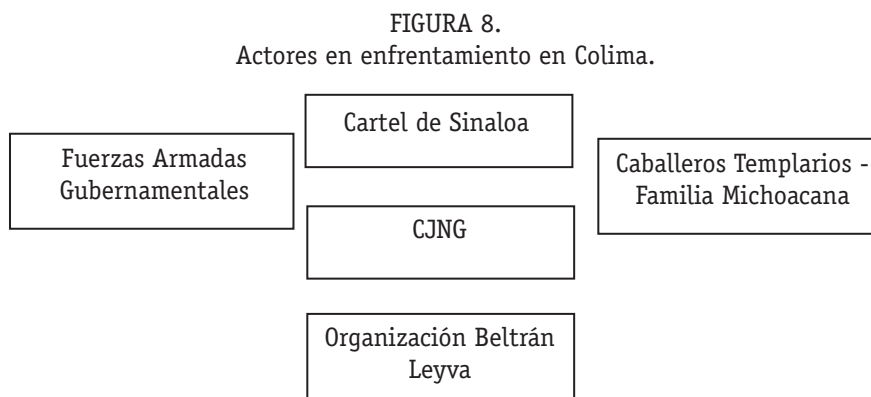 FIGURA 8.
Actores en enfrentamiento en Colima.
Cartel de Sinaloa
Fuerzas Armadas
Gubernamentales
Caballeros Templarios -
Familia Michoacana
CJNG
Organización Beltrán
Leyva